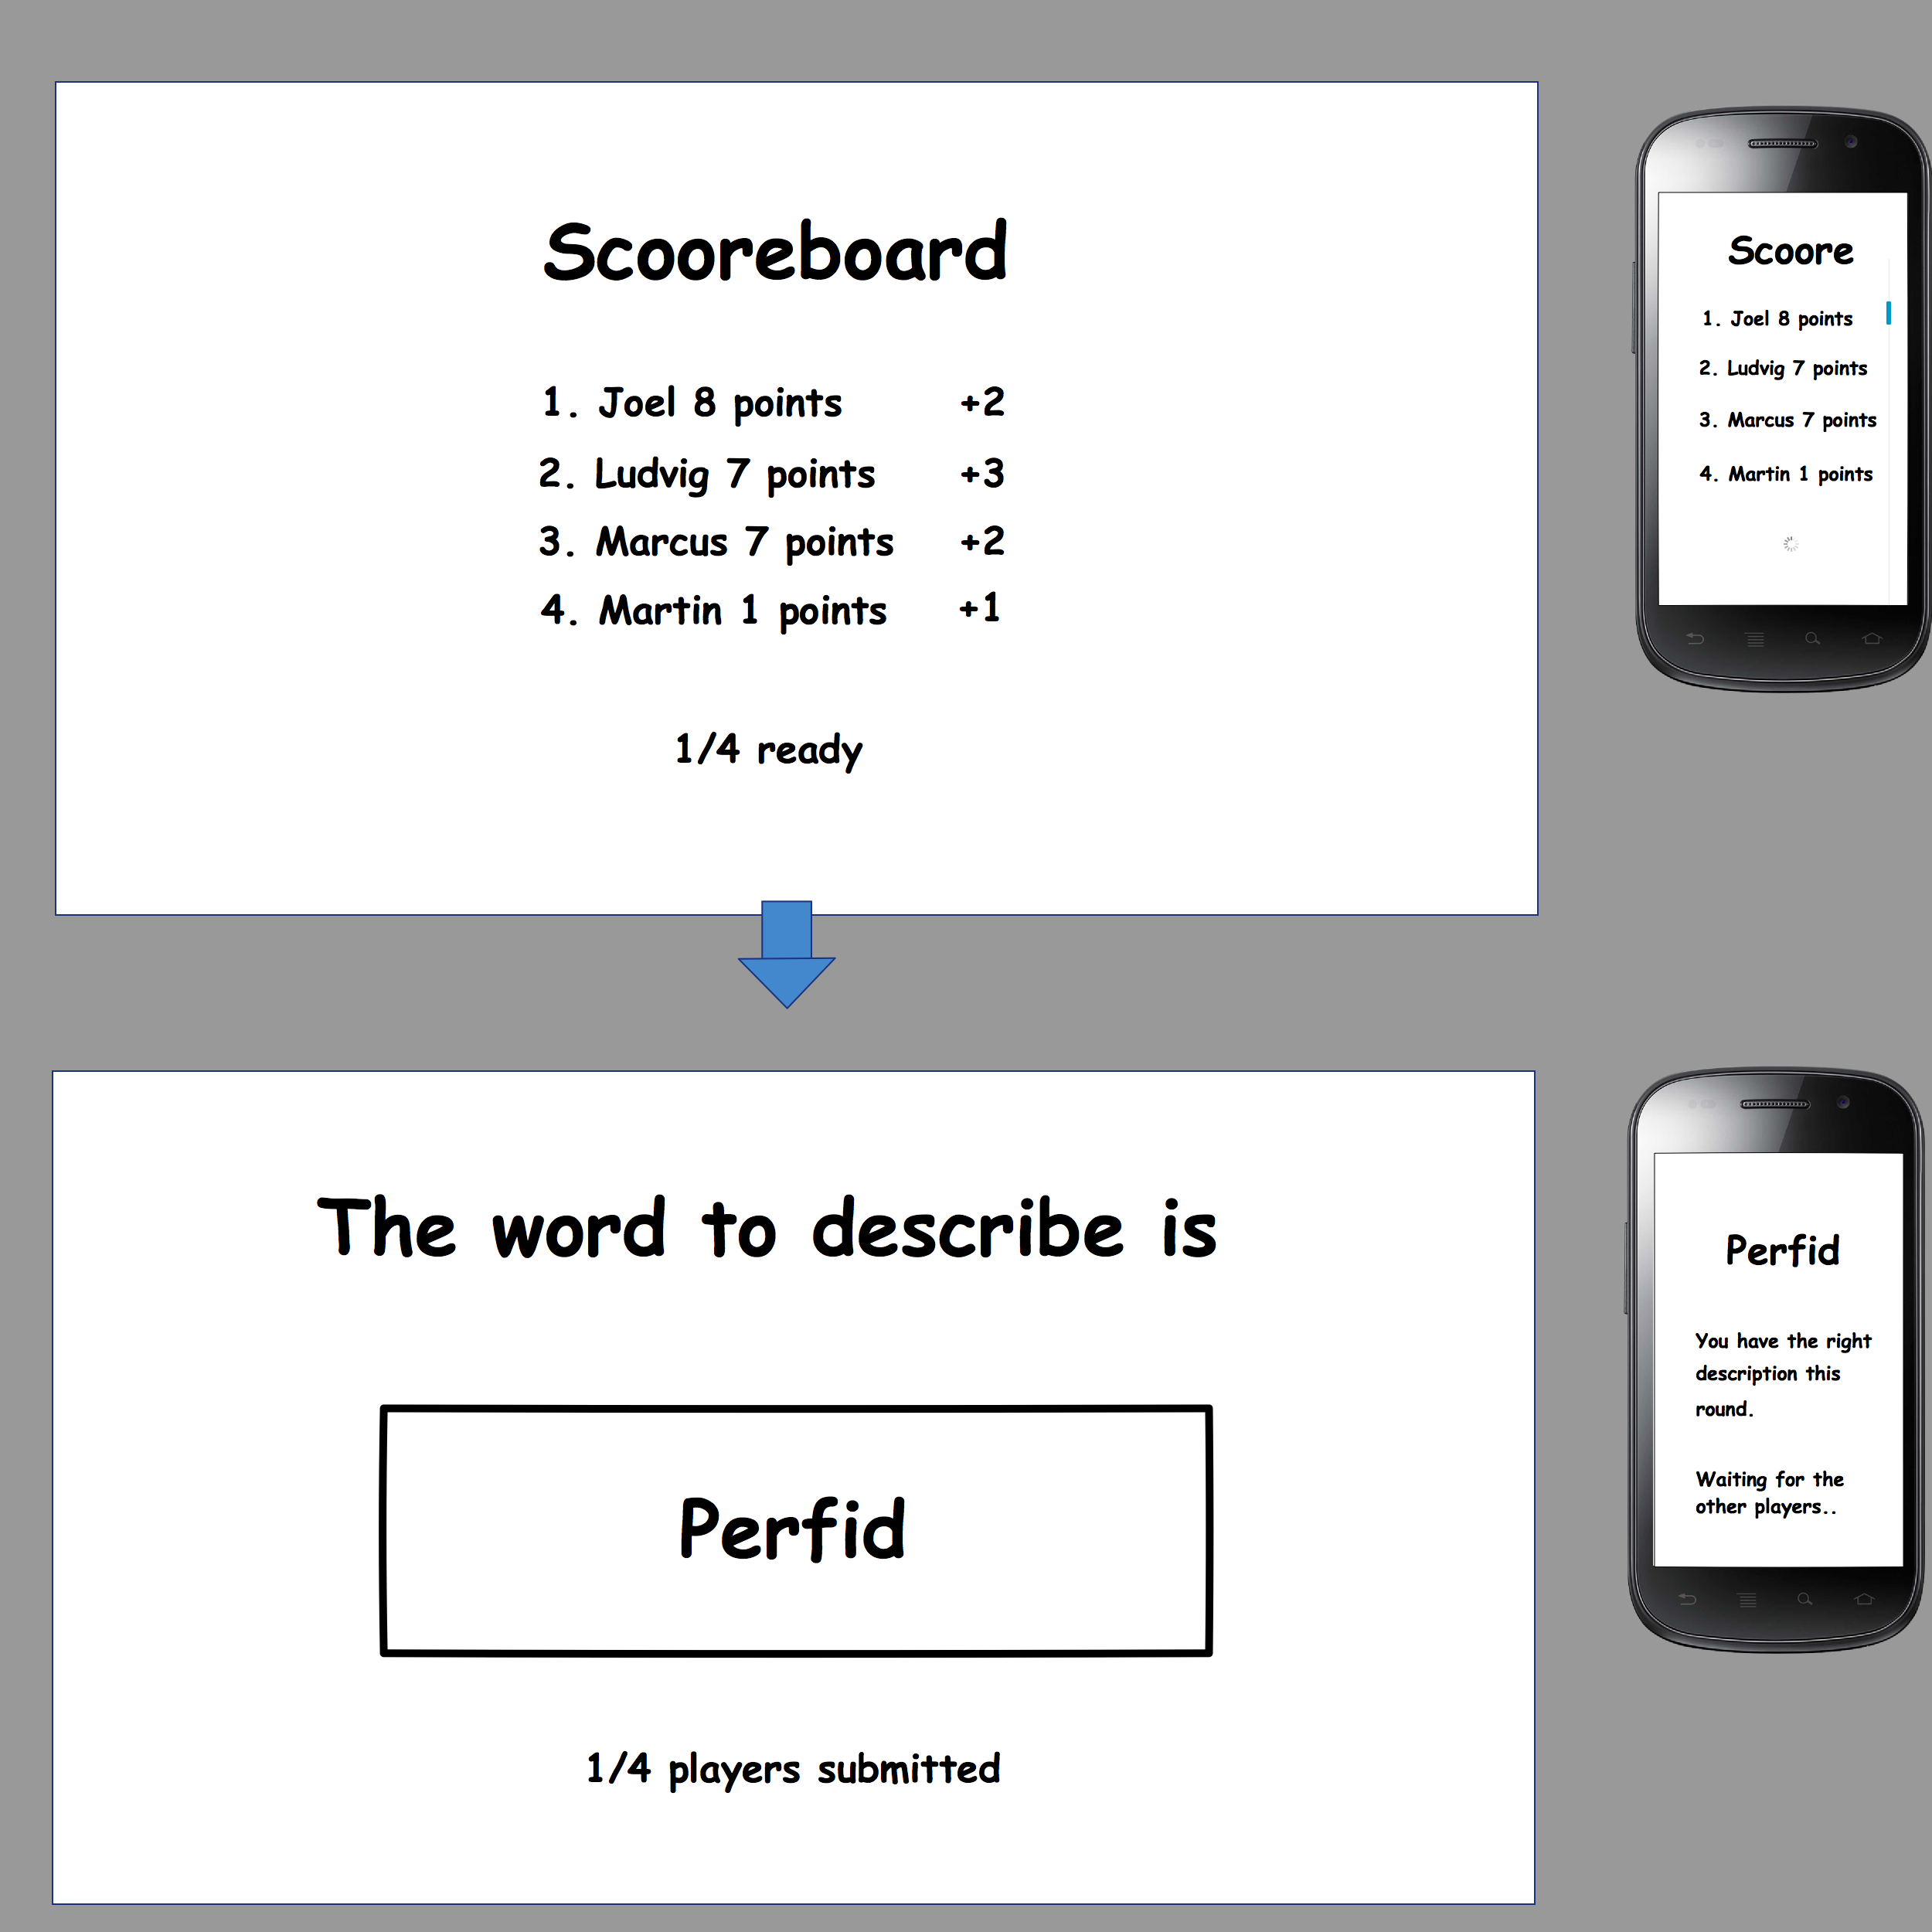 Scooreboard
1. Joel 8 points +2
2. Ludvig 7 points +3
3. Marcus 7 points +2
4. Martin 1 points +1
1/4 ready
Scoore
1. Joel 8 points
2. Ludvig 7 points
3. Marcus 7 points
4. Martin 1 points
The word to describe is
Perfid
1/4 players submitted
Perfid
You have the right
description this
round.
Waiting for the
other players..